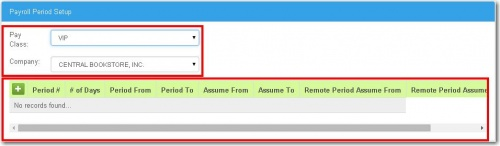 Payroll Period Setup
Pay Class: VIP
Company: CENTRAL BOOKSTORE, INC.
Period # # of Days Period From Period To Assume From Assume To Remote Period Assume From Remote Period Assume
No records found...